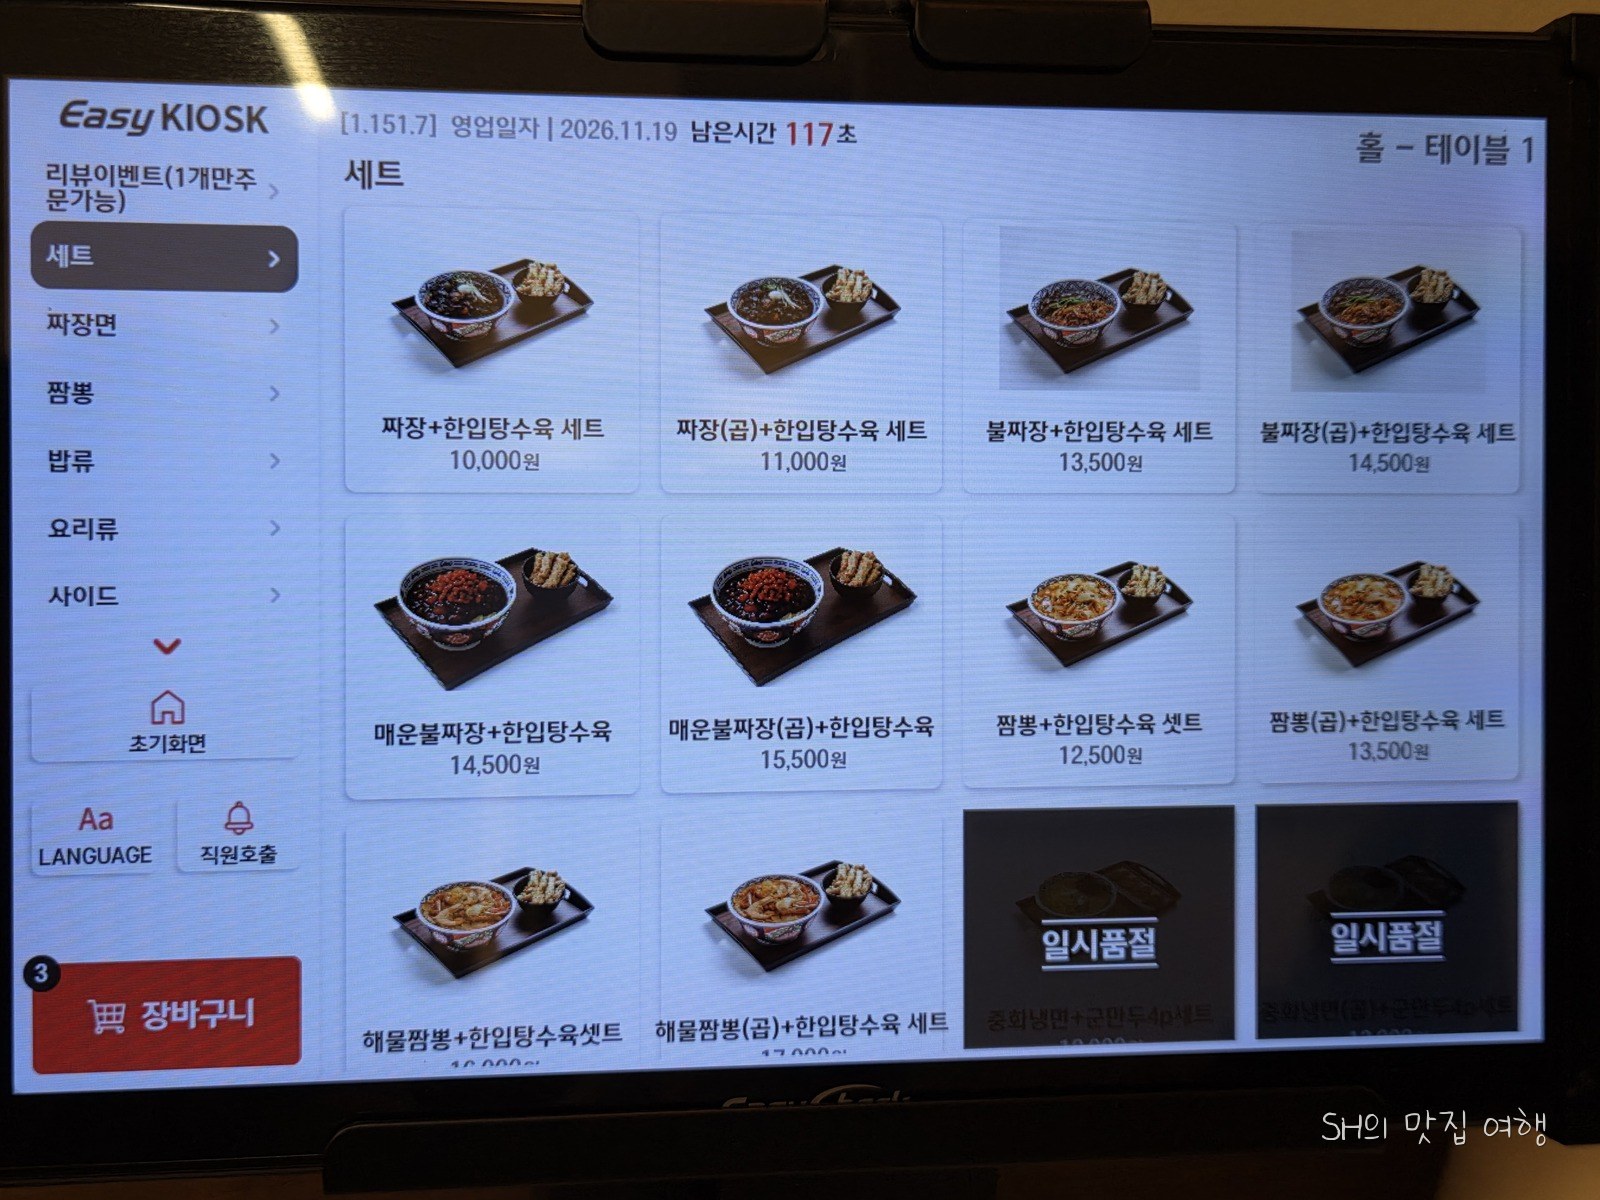 Easy KIOSK
[1.151.7] 영업일자 | 2026.11.19 남은시간 117초
홀 - 테이블 1
리뷰이벤트(1개만주
문가능)
세트
짜장면
짬뽕
밥류
요리류
사이드
초기화면
Aa
LANGUAGE
직원호출
3
장바구니
세트
짜장+한입탕수육 세트
10,000원
짜장(곱)+한입탕수육 세트
11,000원
불짜장+한입탕수육 세트
13,500원
불짜장(곱)+한입탕수육 세트
14,500원
매운불짜장+한입탕수육
14,500원
매운불짜장(곱)+한입탕수육
15,500원
짬뽕+한입탕수육 셋트
12,500원
짬뽕(곱)+한입탕수육 세트
13,500원
해물짬뽕+한입탕수육셋트
해물짬뽕(곱)+한입탕수육 세트
일시품절
중화냉면+군만두4p세트
일시품절
중화냉면(곱)+군만두4p세트
SH의 맛집 여행